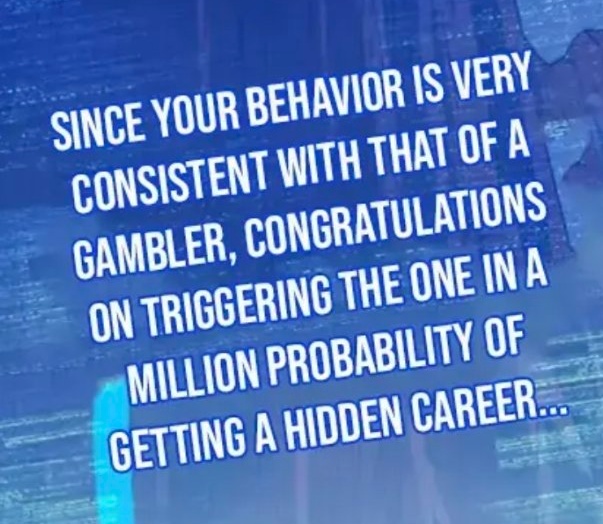 SINCE YOUR BEHAVIOR IS VERY
CONSISTENT WITH THAT OF A
GAMBLER, CONGRATULATIONS
ON TRIGGERING THE ONE IN A
MILLION PROBABILITY OF
GETTING A HIDDEN CAREER...